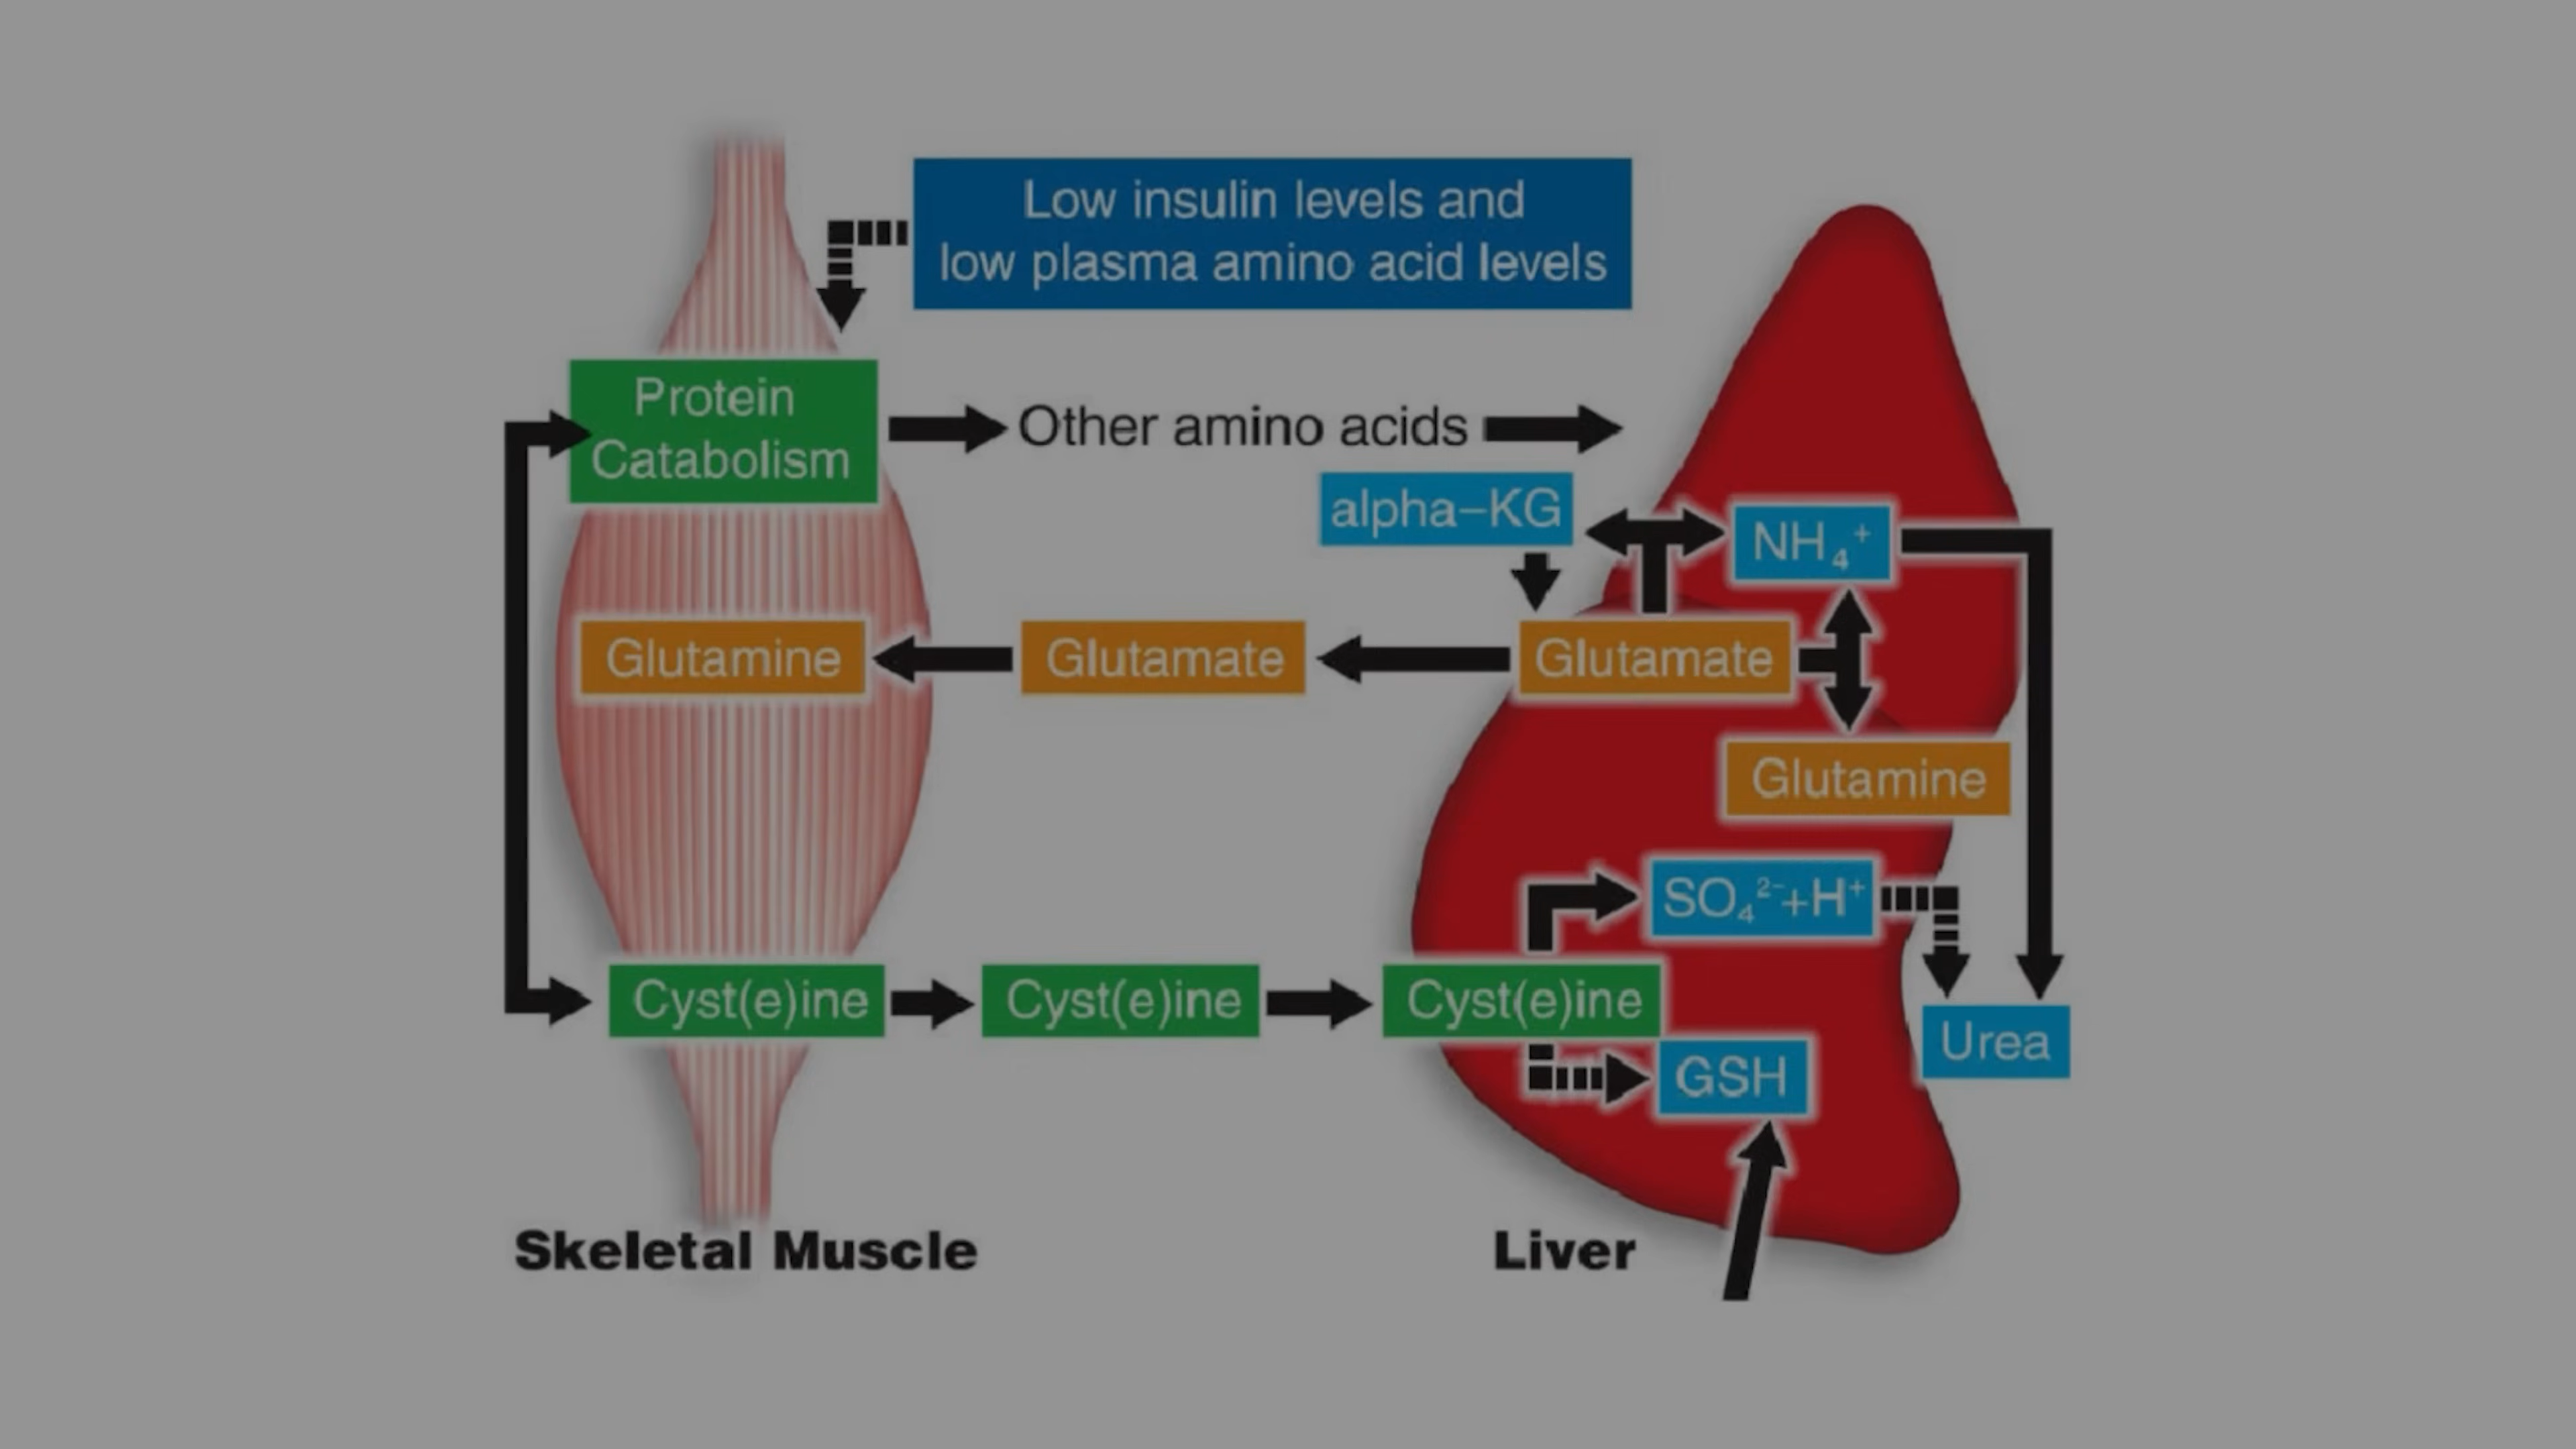 Low insulin levels and
low plasma amino acid levels
Protein
Catabolism
Other amino acids
alpha–KG
NH₄⁺
Glutamine
Glutamate
Glutamate
Glutamine
SO₄²⁻+H⁺
Cyst(e)ine
Cyst(e)ine
Cyst(e)ine
Urea
GSH
Skeletal Muscle
Liver